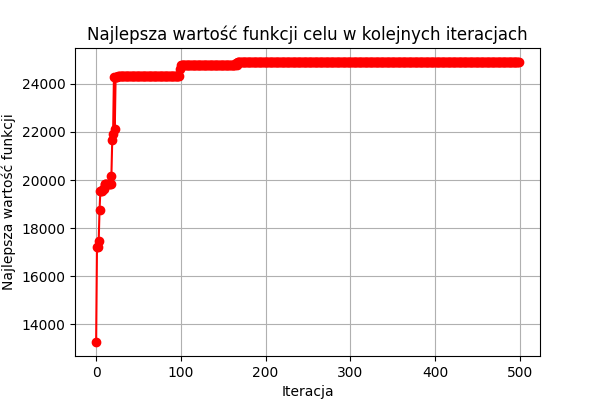 Najlepsza wartość funkcji celu w kolejnych iteracjach
Najlepsza wartość funkcji
24000
22000
20000
18000
16000
14000
0 100 200 300 400 500
Iteracja